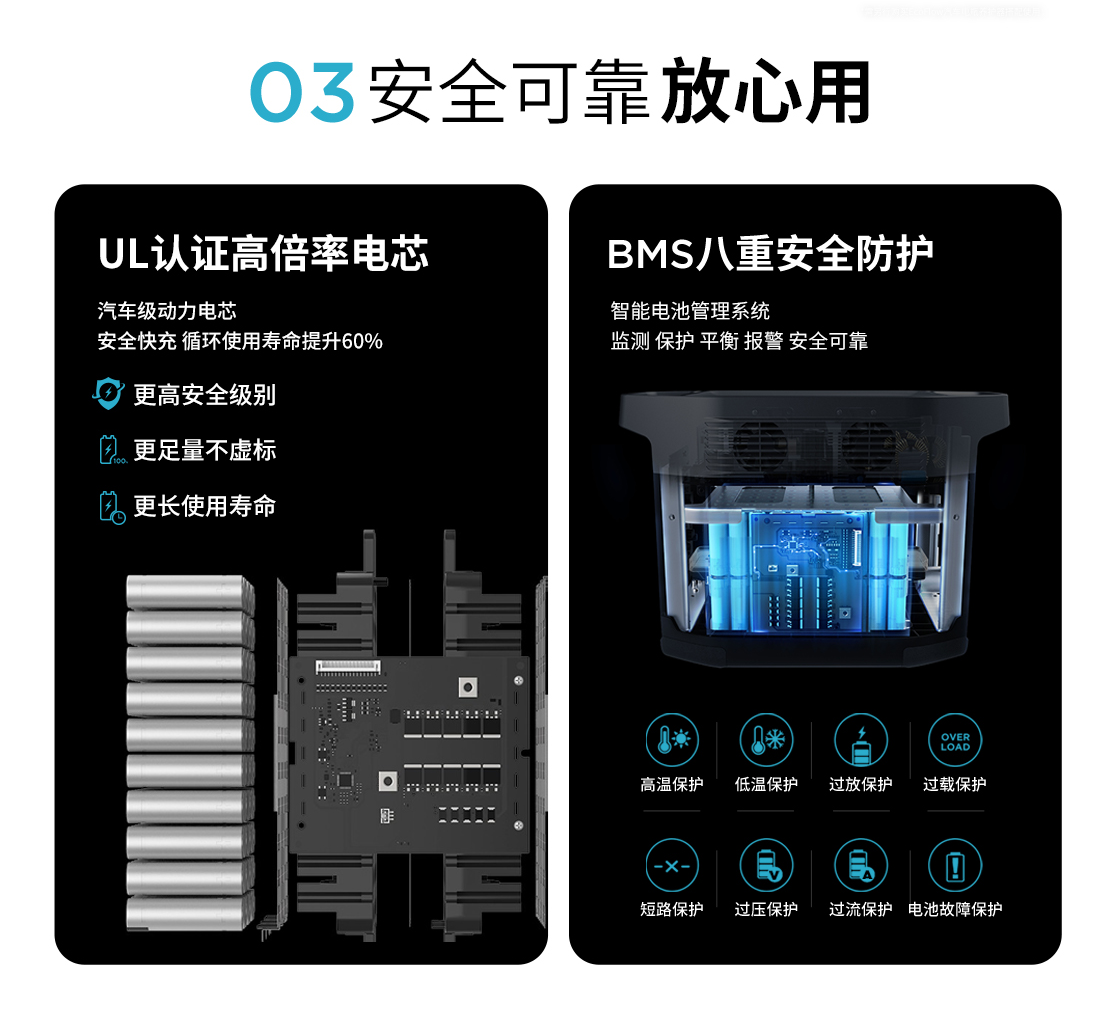 03安全可靠放心用
UL认证高倍率电芯
汽车级动力电芯
安全快充 循环使用寿命提升60%
更高安全级别
100%
更足量不虚标
更长使用寿命
BMS八重安全防护
智能电池管理系统
监测 保护 平衡 报警 安全可靠
OVER
LOAD
高温保护
低温保护
过放保护
过载保护
V
A
短路保护
过压保护
过流保护
电池故障保护